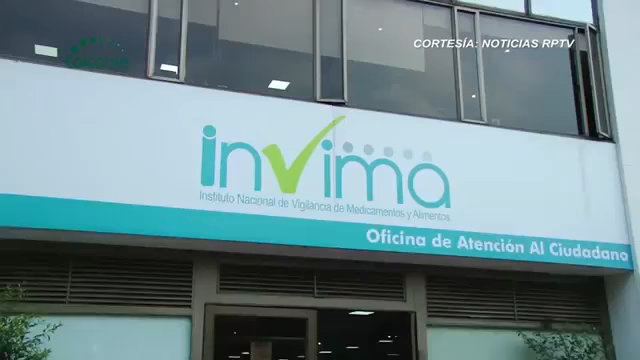 CORTESÍA: NOTICIAS RPTV
invima
Instituto Nacional de Vigilancia de Medicamentos y Alimentos
Oficina de Atención Al Ciudadano